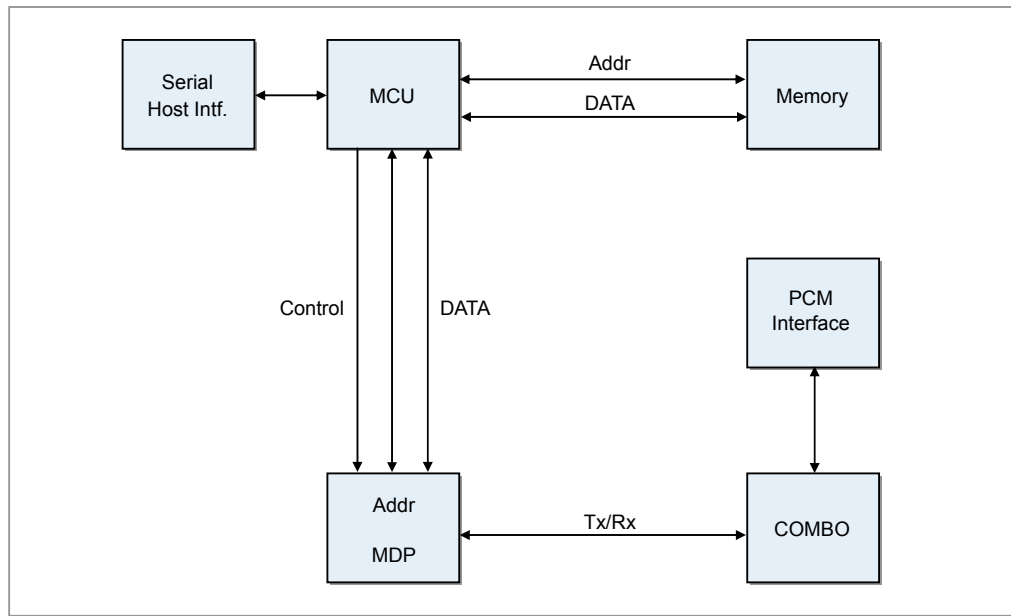 Serial
Host Intf.
MCU
Addr
DATA
Memory
Control
DATA
PCM
Interface
Addr
MDP
Tx/Rx
COMBO